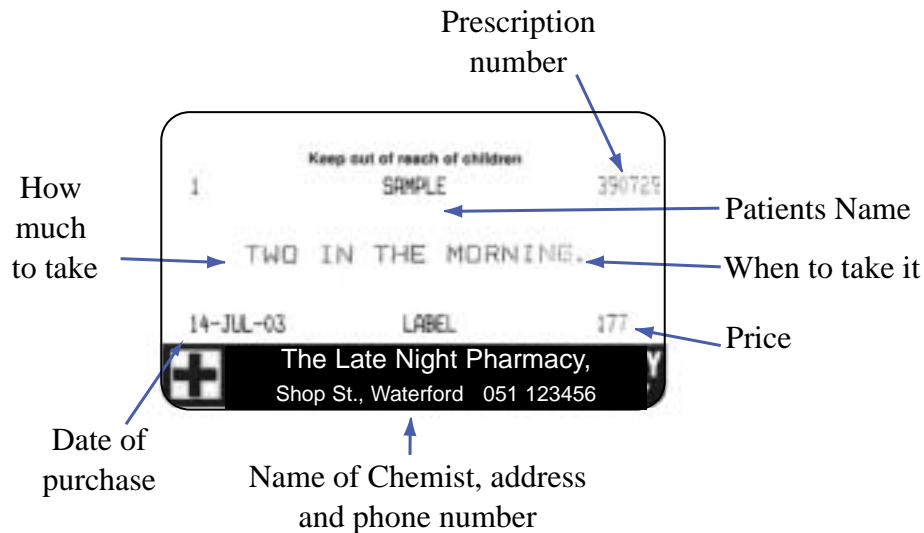 Prescription
number
Keep out of reach of children
1 SAMPLE 390729
How
much
to take
Patients Name
TWO IN THE MORNING.
When to take it
14-JUL-03 LABEL 177
Price
The Late Night Pharmacy,
Shop St., Waterford 051 123456
Date of
purchase
Name of Chemist, address
and phone number